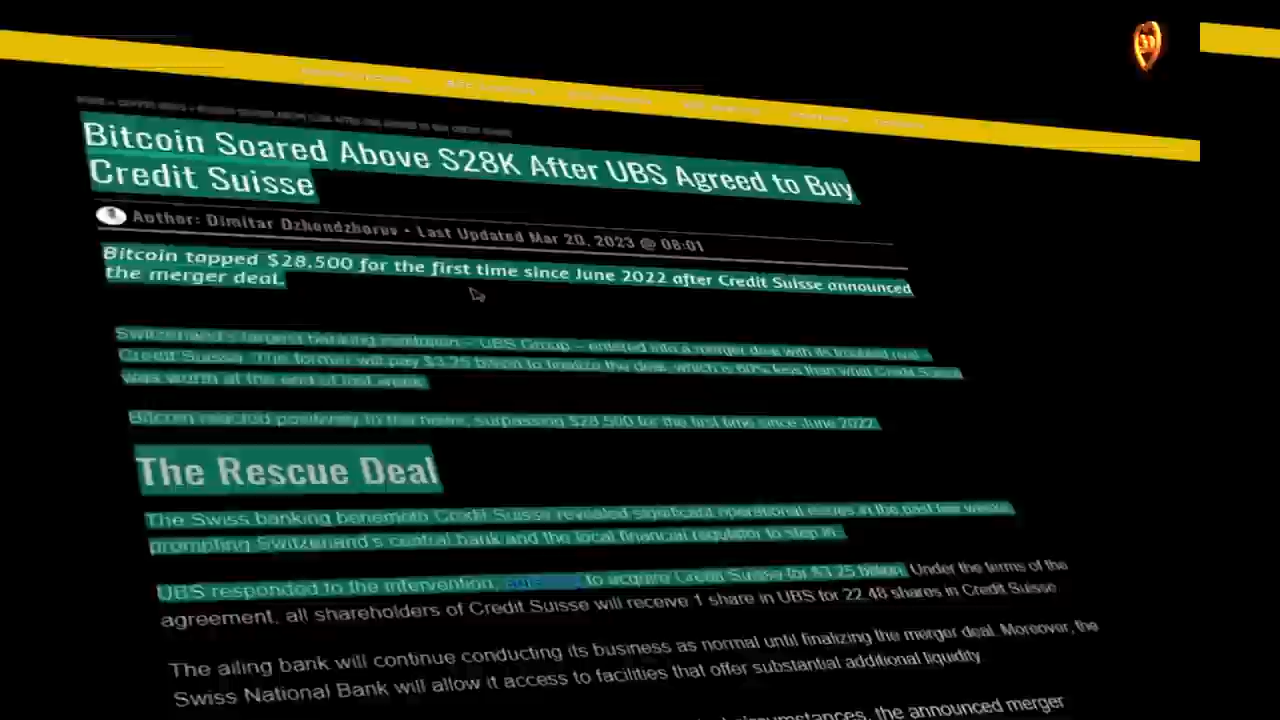 Bitcoin Soared Above $28K After UBS Agreed to Buy
Credit Suisse
Author: Dimitar Dzhondzhorov • Last Updated Mar 20, 2023 @ 08:01
Bitcoin tapped $28,500 for the first time since June 2022 after Credit Suisse announced
the merger deal.
Switzerland's largest banking institution – UBS Group – entered into a merger deal with its troubled rival –
Credit Suisse. The former will pay $3.25 billion to finalize the deal, which is 60% less than what Credit Suisse
was worth at the end of last week.
Bitcoin reacted positively to the news, surpassing $28,500 for the first time since June 2022.
The Rescue Deal
The Swiss banking behemoth Credit Suisse revealed significant operational issues in the past few weeks,
prompting Switzerland's central bank and the local financial regulator to step in.
UBS responded to the intervention, to acquire Credit Suisse for $3.25 billion. Under the terms of the
agreement, all shareholders of Credit Suisse will receive 1 share in UBS for 22.48 shares in Credit Suisse.
The ailing bank will continue conducting its business as normal until finalizing the merger deal. Moreover, the
Swiss National Bank will allow it access to facilities that offer substantial additional liquidity.
circumstances, the announced merger